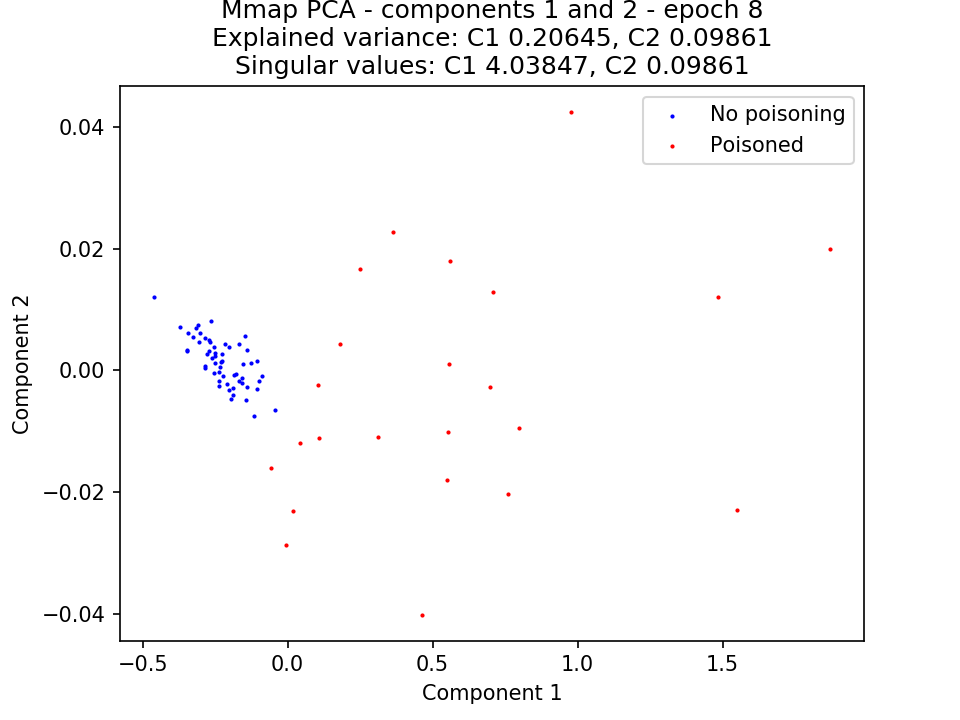 Mmap PCA - components 1 and 2 - epoch 8
Explained variance: C1 0.20645, C2 0.09861
Singular values: C1 4.03847, C2 0.09861
No poisoning
Poisoned
0.04
0.02
0.00
−0.02
−0.04
Component 2
−0.5
0.0
0.5
1.0
1.5
Component 1